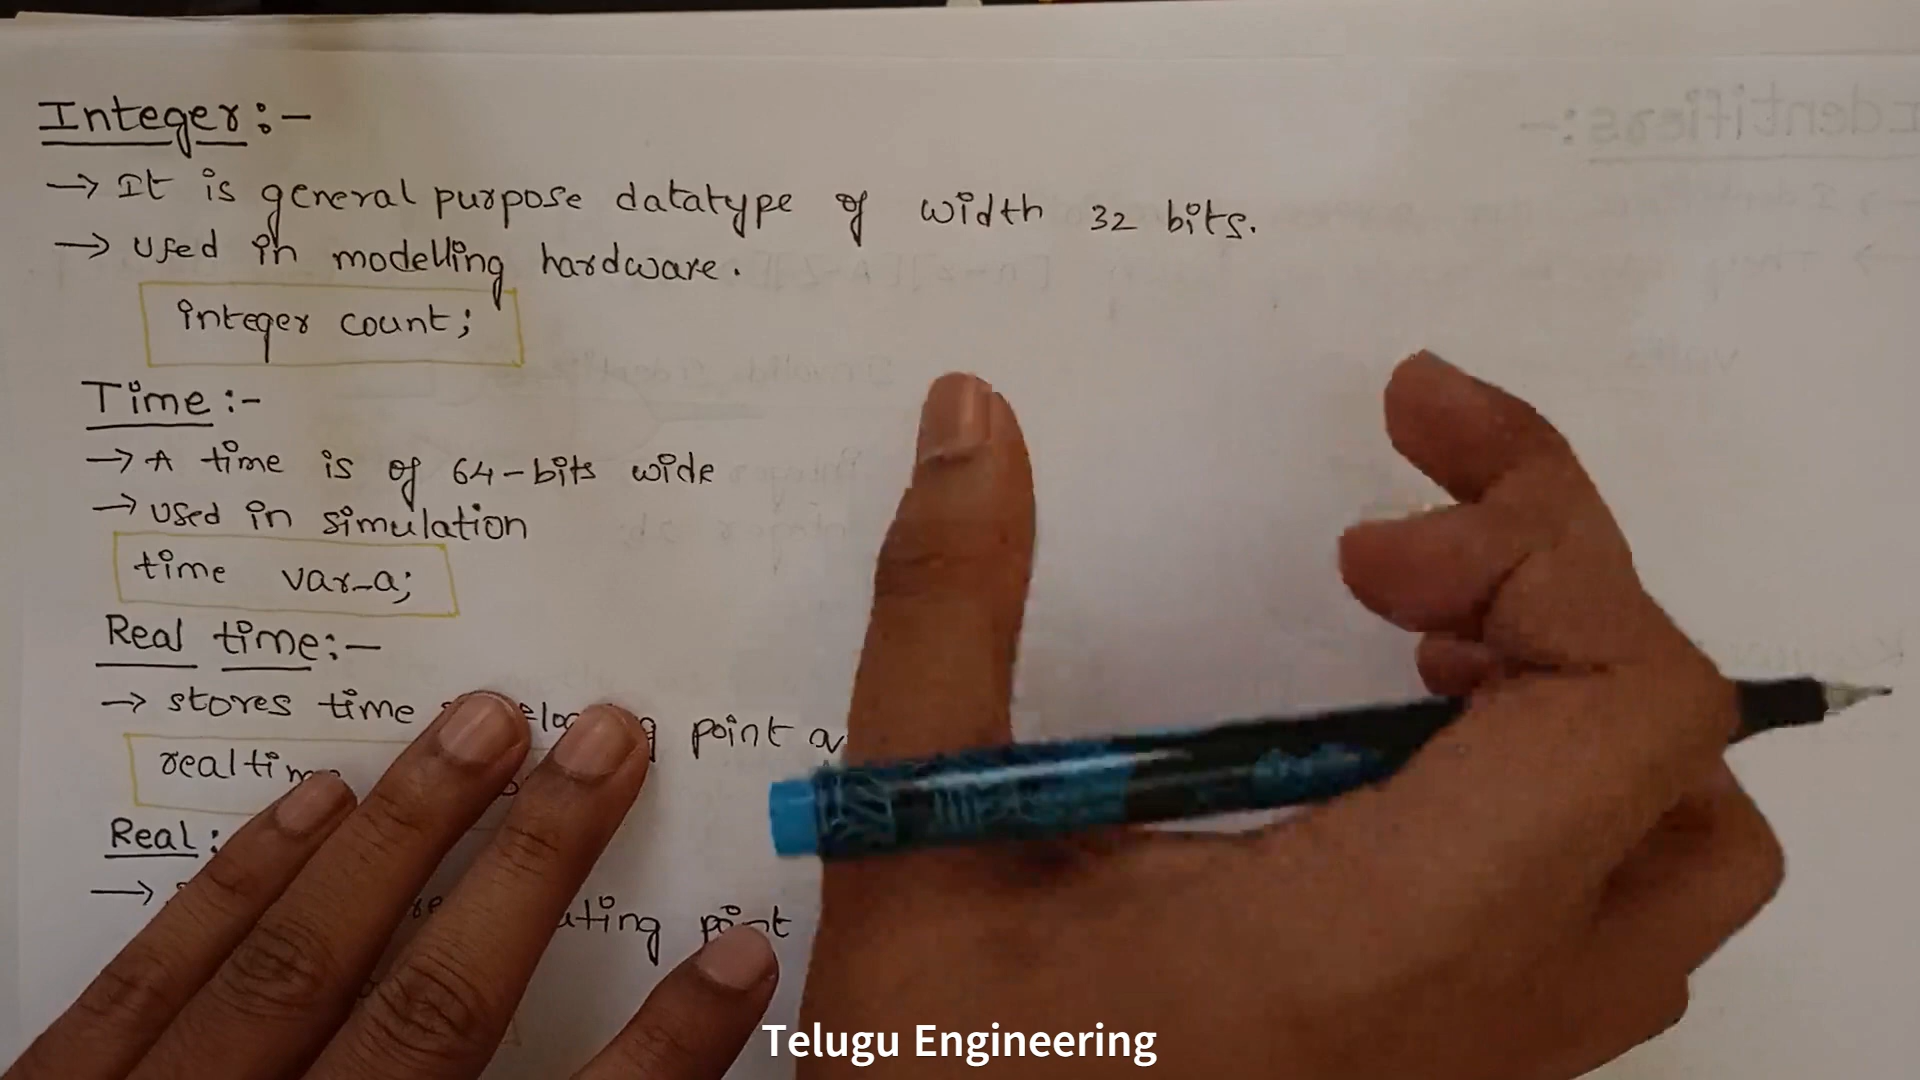 Integer:-
→ It is general purpose datatype of width 32 bits.
→ used in modelling hardware.
integer count;
Time:-
→ A time is of 64-bits wide
→ used in simulation
time var_a;
Real time:-
→ stores time point
Real:
→ point
Telugu Engineering